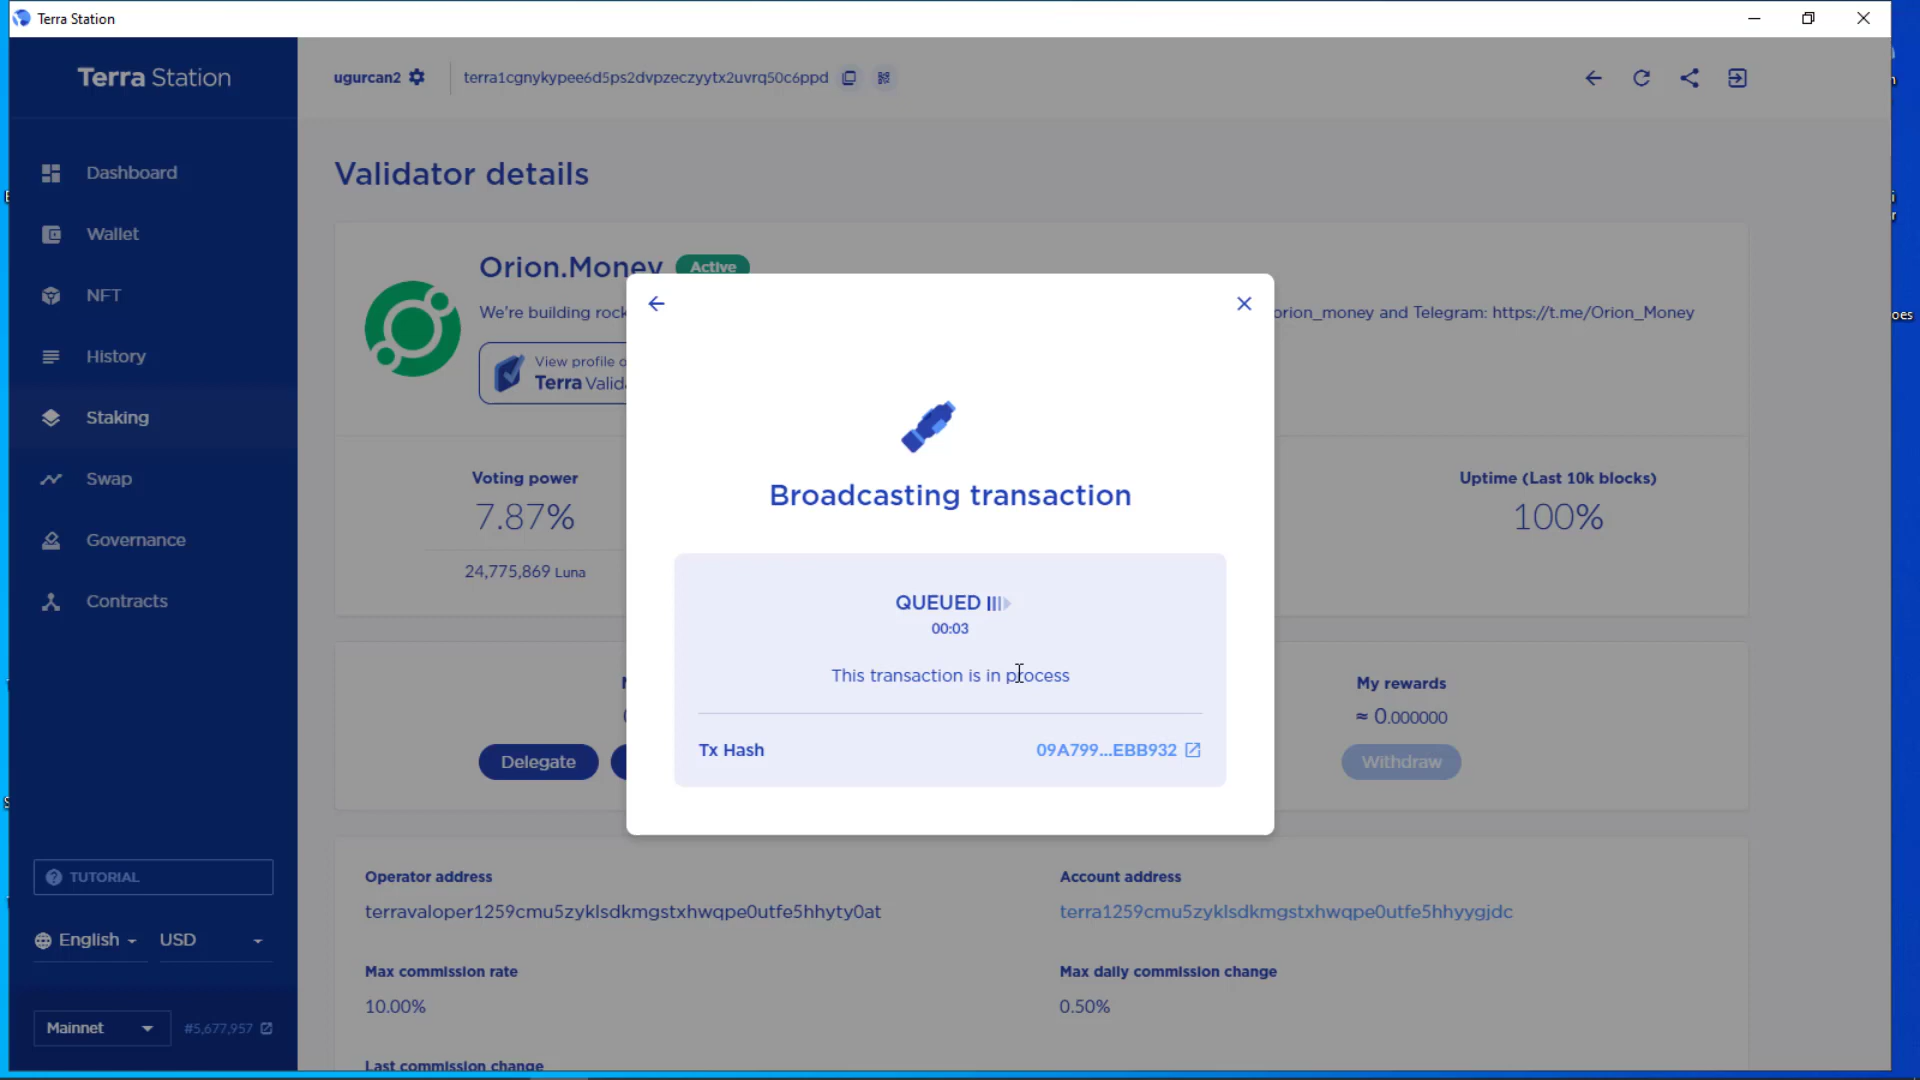 Terra Station
Terra Station
ugurcan2
terra1cgnykypee6d5ps2dvpzeczyytx2uvrq50c6ppd
Dashboard
Wallet
NFT
History
Staking
Swap
Governance
Contracts
TUTORIAL
English
USD
Mainnet
#5,677,957
Validator details
Orion.Money
Active
We're building rock
orion_money and Telegram: https://t.me/Orion_Money
View profile o
Terra Valid
Voting power
7.87%
24,775,869 Luna
Uptime (Last 10k blocks)
100%
Broadcasting transaction
QUEUED
00:03
This transaction is in process
Tx Hash
09A799...EBB932
Delegate
My rewards
≈ 0.000000
Withdraw
Operator address
terravaloper1259cmu5zyklsdkmgstxhwqpe0utfe5hhyty0at
Account address
terra1259cmu5zyklsdkmgstxhwqpe0utfe5hhyygjdc
Max commission rate
10.00%
Max daily commission change
0.50%
Last commission change
oes